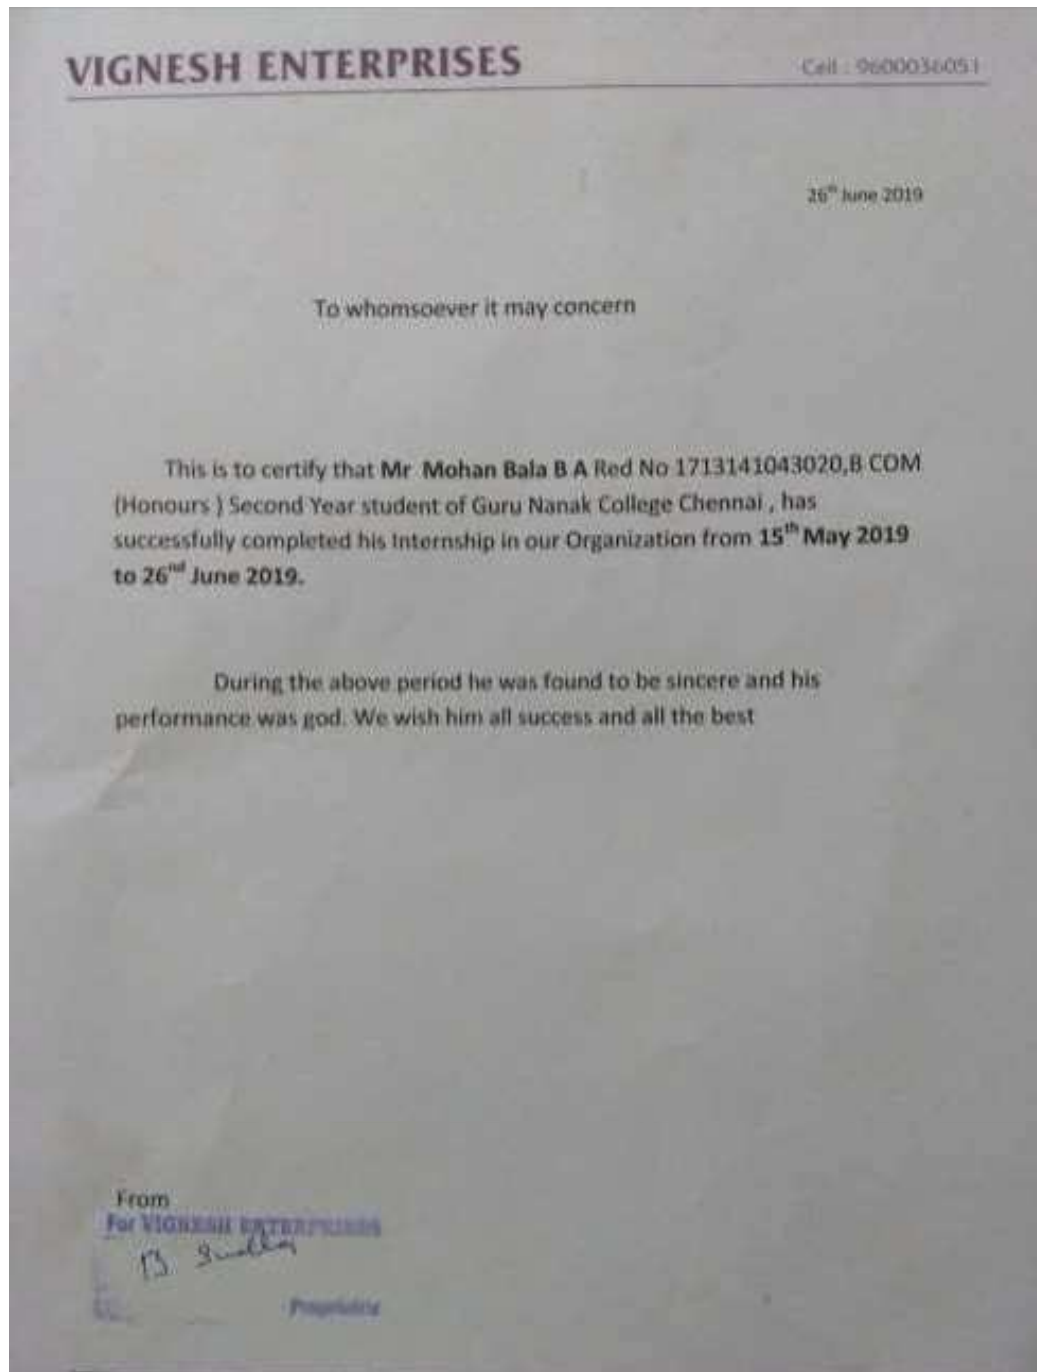 VIGNESH ENTERPRISES
Cell : 9600036051
26th June 2019
To whomsoever it may concern
This is to certify that Mr Mohan Bala B A Red No 1713141043020,B COM
(Honours ) Second Year student of Guru Nanak College Chennai , has
successfully completed his Internship in our Organization from 15th May 2019
to 26nd June 2019.
During the above period he was found to be sincere and his
performance was god. We wish him all success and all the best
From
For VIGNESH ENTERPRISES
B